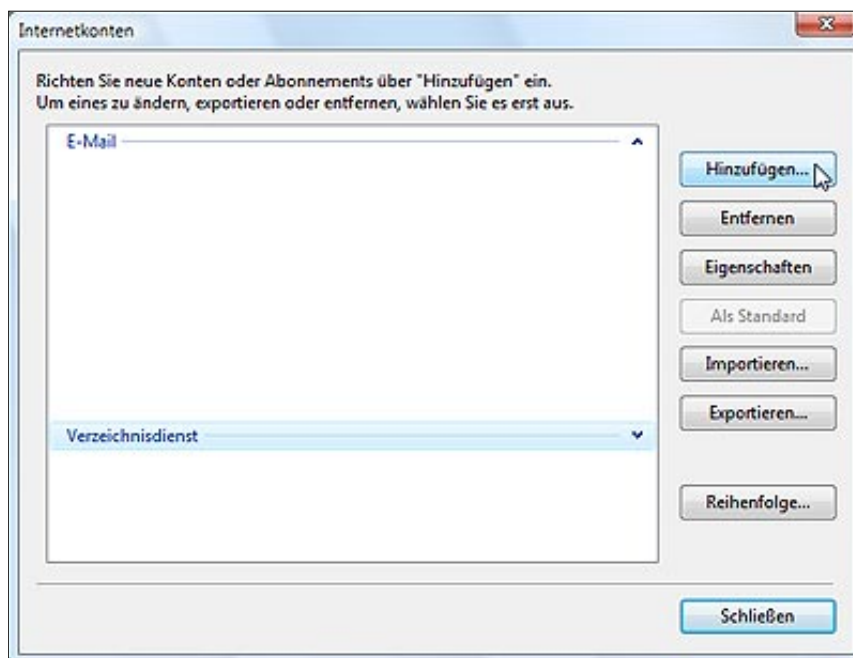 Internetkonten
Richten Sie neue Konten oder Abonnements über "Hinzufügen" ein.
Um eines zu ändern, exportieren oder entfernen, wählen Sie es erst aus.
E-Mail
Hinzufügen...
Entfernen
Eigenschaften
Als Standard
Importieren...
Exportieren...
Verzeichnisdienst
Reihenfolge...
Schließen